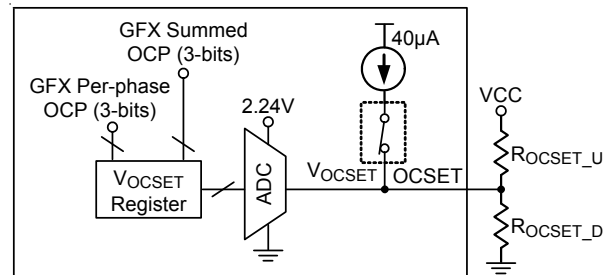 GFX Summed
OCP (3-bits)
GFX Per-phase
OCP (3-bits)
40µA
2.24V
VCC
ROCSET_U
VOCSET
OCSET
VOCSET
Register
ADC
ROCSET_D